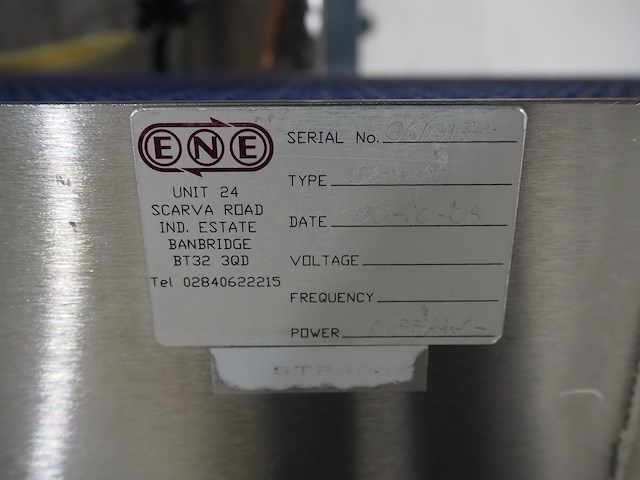 ENE
UNIT 24
SCARVA ROAD
IND. ESTATE
BANBRIDGE
BT32 3QD
Tel 02840622215
SERIAL No.
TYPE
DATE
VOLTAGE
FREQUENCY
POWER